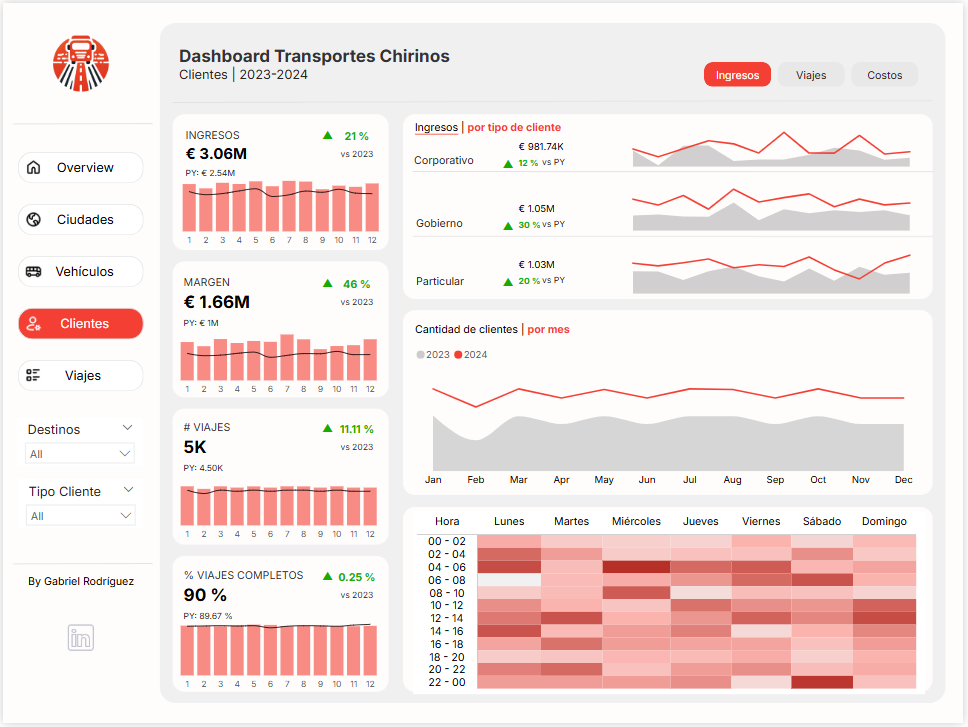 Dashboard Transportes Chirinos
Clientes | 2023-2024
Ingresos
Viajes
Costos
Overview
Ciudades
Vehículos
Clientes
Viajes
Destinos
All
Tipo Cliente
All
By Gabriel Rodriguez
in
INGRESOS
21 %
€ 3.06M
vs 2023
PY: € 2.54M
1 2 3 4 5 6 7 8 9 10 11 12
MARGEN
46 %
€ 1.66M
vs 2023
PY: € 1M
1 2 3 4 5 6 7 8 9 10 11 12
# VIAJES
11.11 %
5K
vs 2023
PY: 4.50K
1 2 3 4 5 6 7 8 9 10 11 12
% VIAJES COMPLETOS
0.25 %
90 %
vs 2023
PY: 89.67 %
1 2 3 4 5 6 7 8 9 10 11 12
Ingresos | por tipo de cliente
Corporativo
€ 981.74K
12 % vs PY
Gobierno
€ 1.05M
30 % vs PY
Particular
€ 1.03M
20 % vs PY
Cantidad de clientes | por mes
2023 2024
Jan Feb Mar Apr May Jun Jul Aug Sep Oct Nov Dec
Hora Lunes Martes Miércoles Jueves Viernes Sábado Domingo
00 - 02
02 - 04
04 - 06
06 - 08
08 - 10
10 - 12
12 - 14
14 - 16
16 - 18
18 - 20
20 - 22
22 - 00